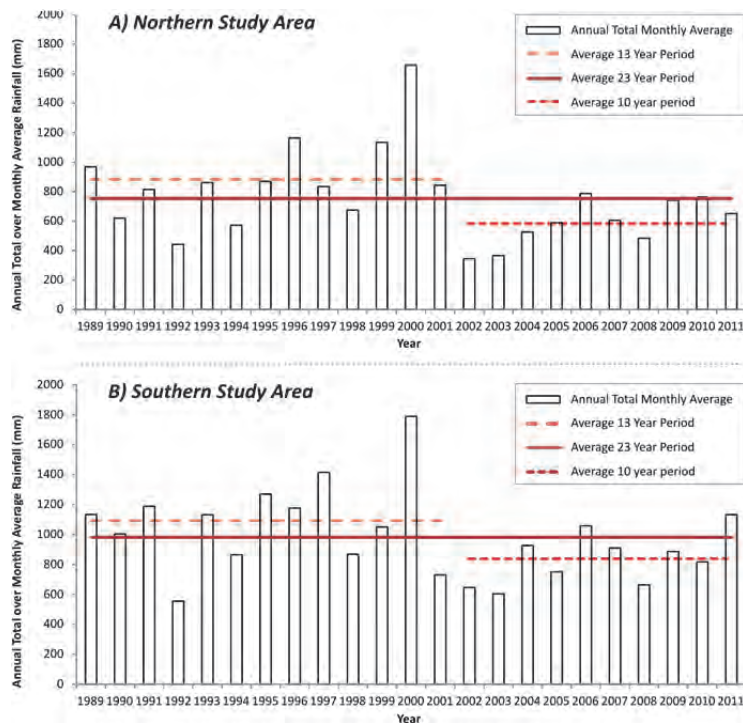 A) Northern Study Area
Annual Total Monthly Average
Average 13 Year Period
Average 23 Year Period
Average 10 year period
Annual Total over Monthly Average Rainfall (mm)
2000
1800
1600
1400
1200
1000
800
600
400
200
0
1989 1990 1991 1992 1993 1994 1995 1996 1997 1998 1999 2000 2001 2002 2003 2004 2005 2006 2007 2008 2009 2010 2011
Year
B) Southern Study Area
Annual Total Monthly Average
Average 13 Year Period
Average 23 Year Period
Average 10 year period
Annual Total over Monthly Average Rainfall (mm)
2000
1800
1600
1400
1200
1000
800
600
400
200
0
1989 1990 1991 1992 1993 1994 1995 1996 1997 1998 1999 2000 2001 2002 2003 2004 2005 2006 2007 2008 2009 2010 2011
Year